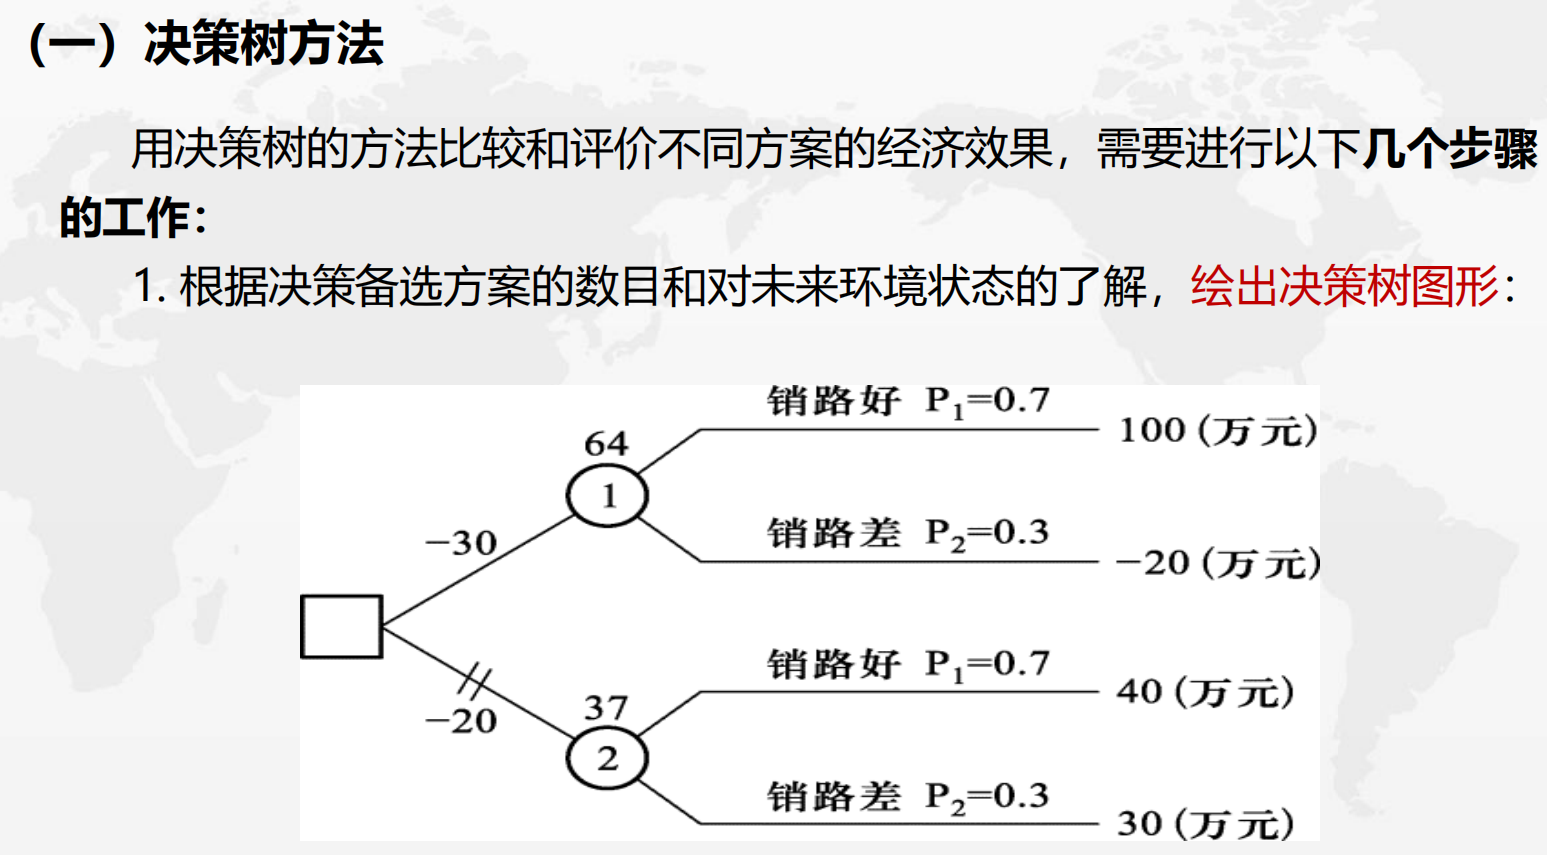 （一）决策树方法
用决策树的方法比较和评价不同方案的经济效果，需要进行以下几个步骤
的工作：
1. 根据决策备选方案的数目和对未来环境状态的了解，绘出决策树图形：
销路好 P₁=0.7
100 (万元)
64
1
销路差 P₂=0.3
−20 (万元)
−30
销路好 P₁=0.7
40 (万元)
−20
37
2
销路差 P₂=0.3
30 (万元)